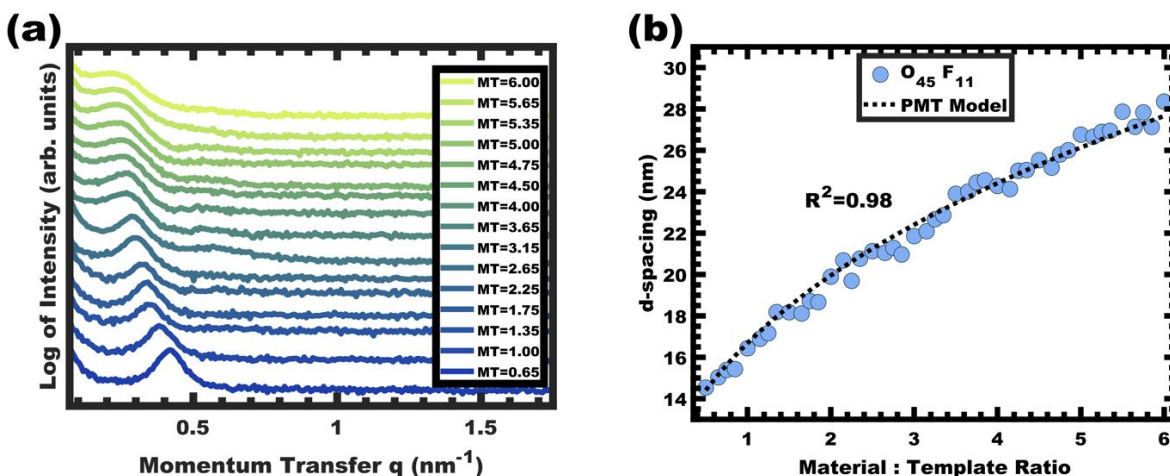 (a)
Log of Intensity (arb. units)
MT=6.00
MT=5.65
MT=5.35
MT=5.00
MT=4.75
MT=4.50
MT=4.00
MT=3.65
MT=3.15
MT=2.65
MT=2.25
MT=1.75
MT=1.35
MT=1.00
MT=0.65
0.5 1 1.5
Momentum Transfer q (nm⁻¹)
(b)
d-spacing (nm)
30
28
26
24
22
20
18
16
14
O₄₅ F₁₁
PMT Model
R²=0.98
1 2 3 4 5 6
Material : Template Ratio